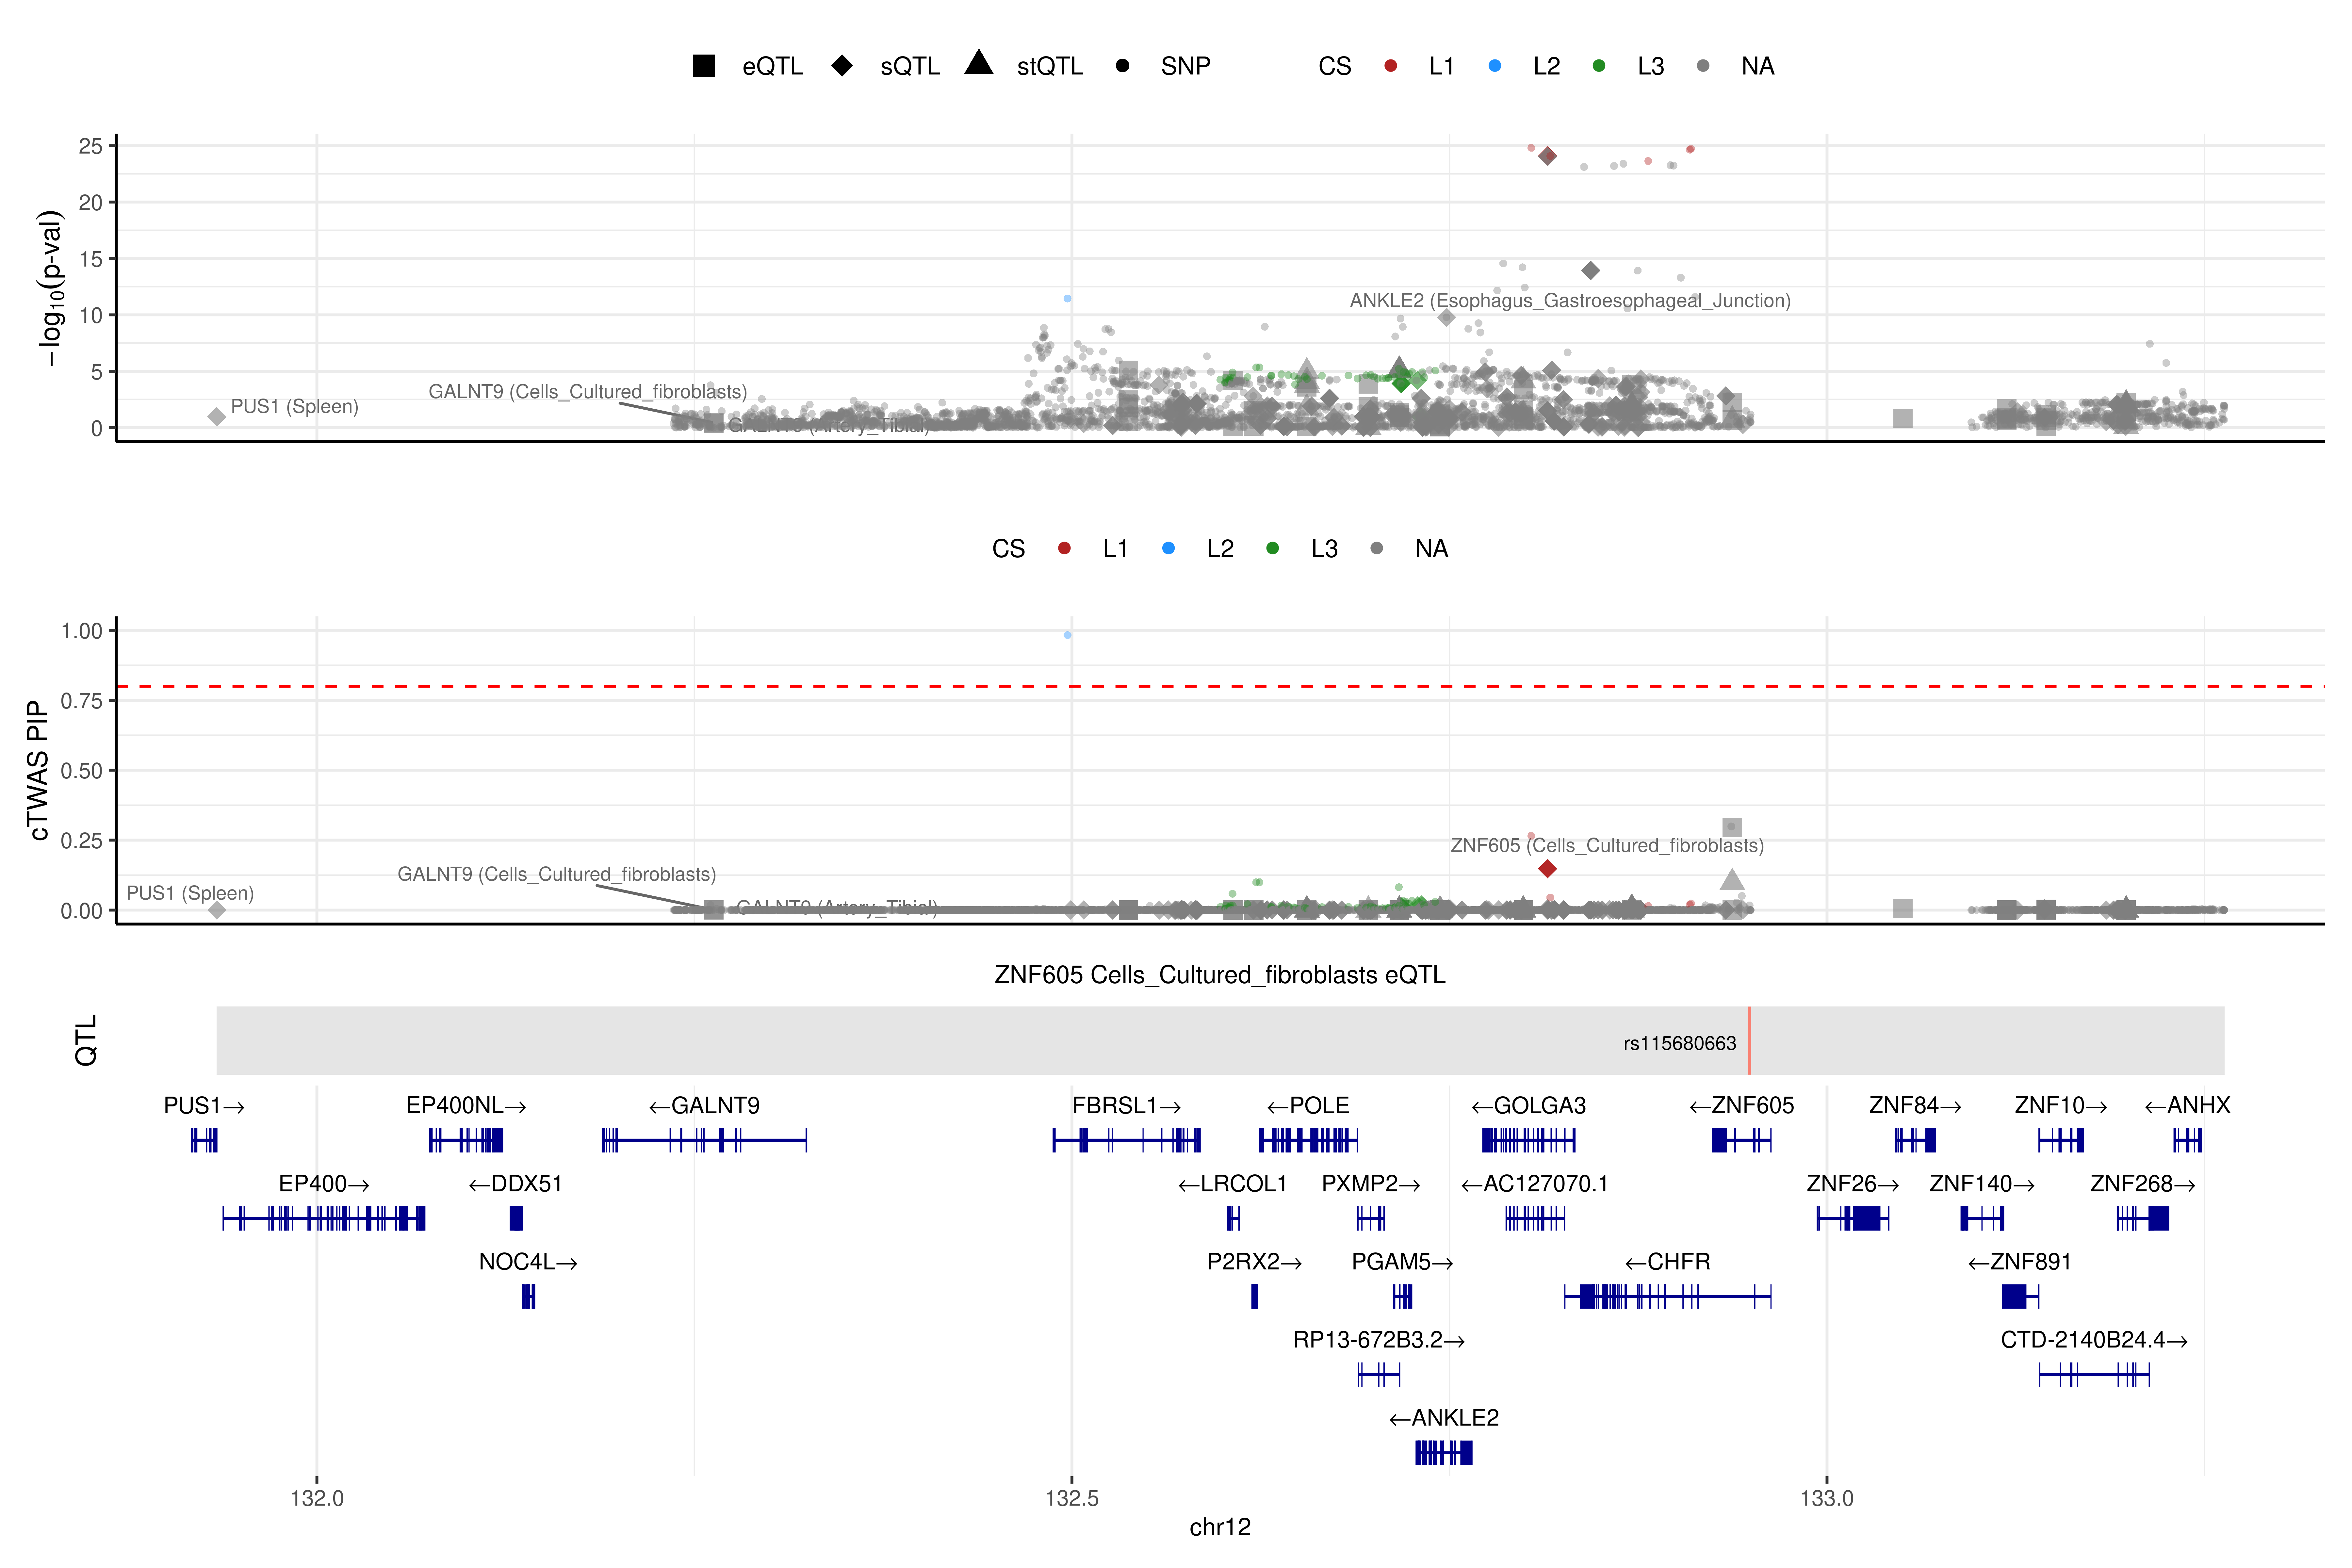 eQTL sQTL stQTL SNP CS L1 L2 L3 NA
−log10(p-val)
25
20
15
10
5
0
ANKLE2 (Esophagus_Gastroesophageal_Junction)
GALNT9 (Cells_Cultured_fibroblasts)
PUS1 (Spleen)
GALNT9 (Artery_Tibial)
CS L1 L2 L3 NA
cTWAS PIP
1.00
0.75
0.50
0.25
0.00
ZNF605 (Cells_Cultured_fibroblasts)
GALNT9 (Cells_Cultured_fibroblasts)
PUS1 (Spleen)
GALNT9 (Artery_Tibial)
ZNF605 Cells_Cultured_fibroblasts eQTL
QTL
rs115680663
PUS1→ EP400NL→ ←GALNT9 FBRSL1→ ←POLE ←GOLGA3 ←ZNF605 ZNF84→ ZNF10→ ←ANHX
EP400→ ←DDX51 ←LRCOL1 PXMP2→ ←AC127070.1 ZNF26→ ZNF140→ ZNF268→
NOC4L→ P2RX2→ PGAM5→ ←CHFR ←ZNF891
RP13-672B3.2→ CTD-2140B24.4→
←ANKLE2
132.0 132.5 133.0
chr12